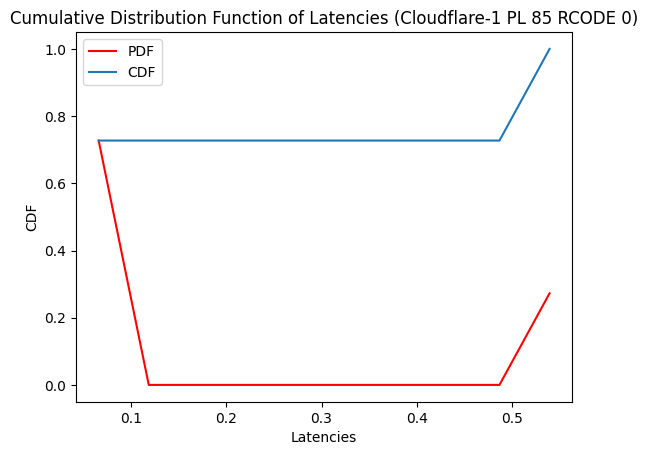 Cumulative Distribution Function of Latencies (Cloudflare-1 PL 85 RCODE 0)
PDF
CDF
1.0
0.8
0.6
0.4
0.2
0.0
CDF
0.1
0.2
0.3
0.4
0.5
Latencies